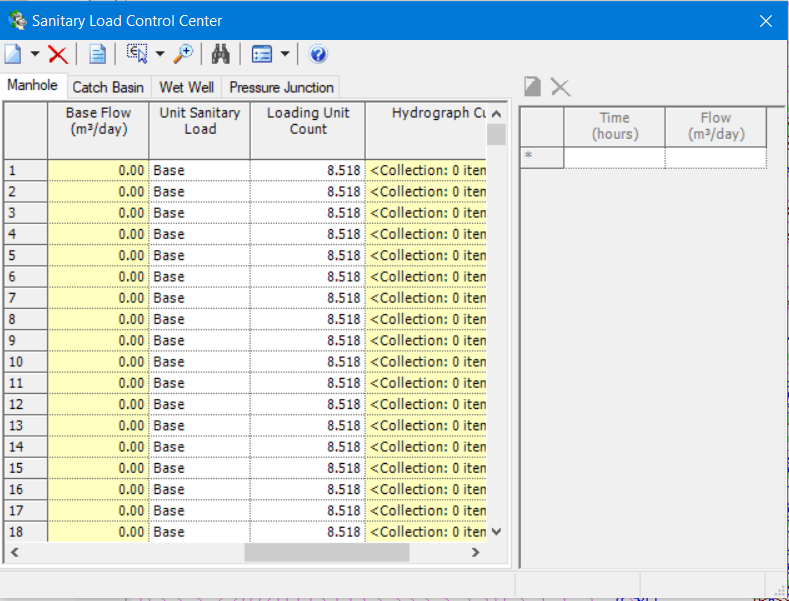 Sanitary Load Control Center
Manhole Catch Basin Wet Well Pressure Junction
Base Flow (m³/day) Unit Sanitary Load Loading Unit Count Hydrograph Cu
1 0.00 Base 8.518 <Collection: 0 iten
2 0.00 Base 8.518 <Collection: 0 iten
3 0.00 Base 8.518 <Collection: 0 iten
4 0.00 Base 8.518 <Collection: 0 iten
5 0.00 Base 8.518 <Collection: 0 iten
6 0.00 Base 8.518 <Collection: 0 iten
7 0.00 Base 8.518 <Collection: 0 iten
8 0.00 Base 8.518 <Collection: 0 iten
9 0.00 Base 8.518 <Collection: 0 iten
10 0.00 Base 8.518 <Collection: 0 iten
11 0.00 Base 8.518 <Collection: 0 iten
12 0.00 Base 8.518 <Collection: 0 iten
13 0.00 Base 8.518 <Collection: 0 iten
14 0.00 Base 8.518 <Collection: 0 iten
15 0.00 Base 8.518 <Collection: 0 iten
16 0.00 Base 8.518 <Collection: 0 iten
17 0.00 Base 8.518 <Collection: 0 iten
18 0.00 Base 8.518 <Collection: 0 iten
Time (hours) Flow (m³/day)
*